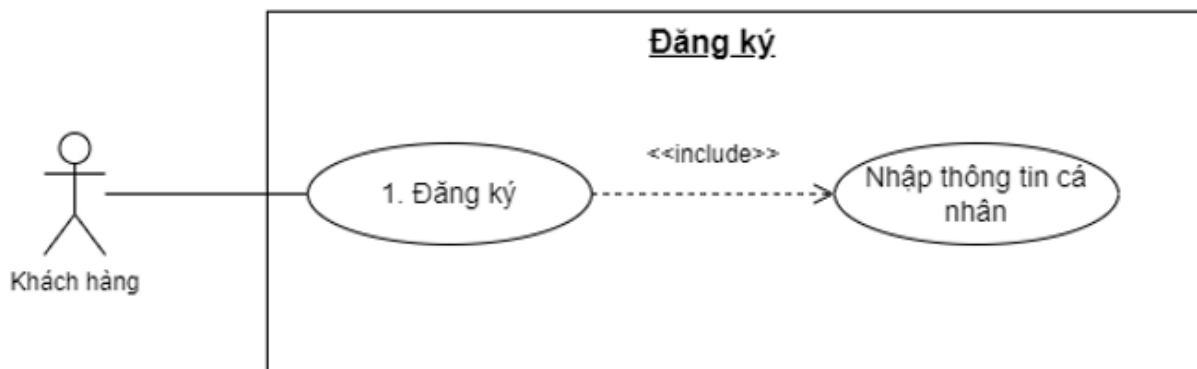 Đăng ký
<<include>>
1. Đăng ký
Nhập thông tin cá
nhân
Khách hàng